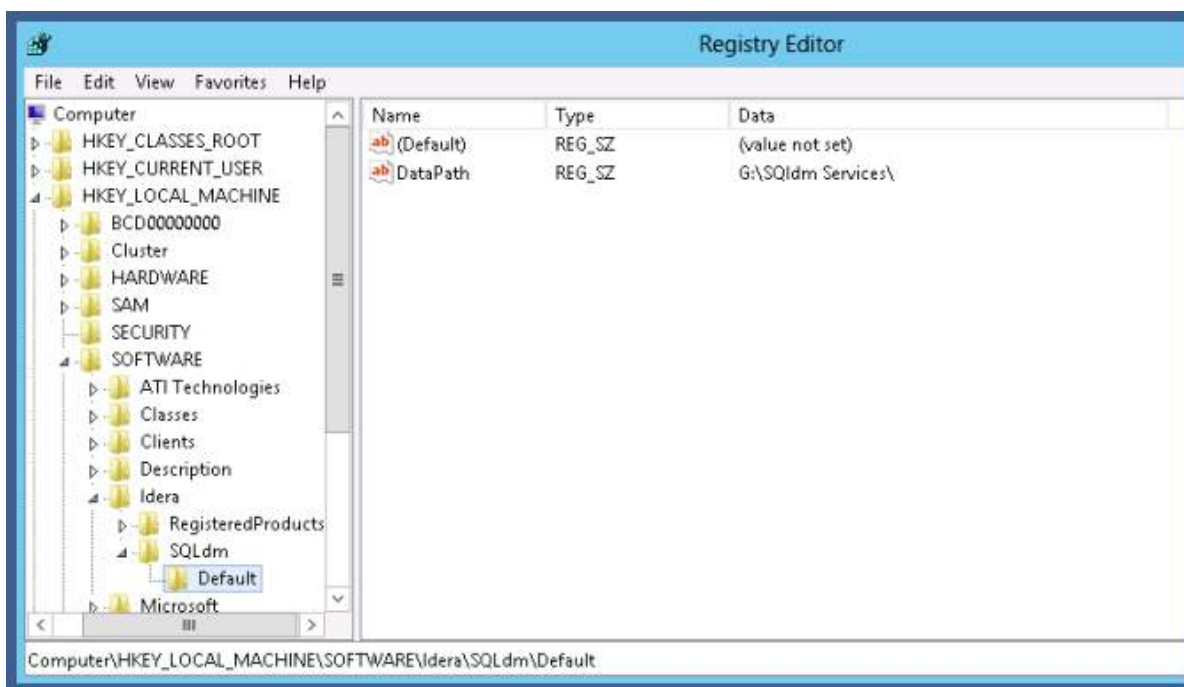 Registry Editor
File Edit View Favorites Help
Computer
HKEY_CLASSES_ROOT
HKEY_CURRENT_USER
HKEY_LOCAL_MACHINE
BCD00000000
Cluster
HARDWARE
SAM
SECURITY
SOFTWARE
ATI Technologies
Classes
Clients
Description
Idera
RegisteredProducts
SQLdm
Default
Microsoft
Name Type Data
ab (Default) REG_SZ (value not set)
ab DataPath REG_SZ G:\SQldm Services\
Computer\HKEY_LOCAL_MACHINE\SOFTWARE\Idera\SQLdm\Default